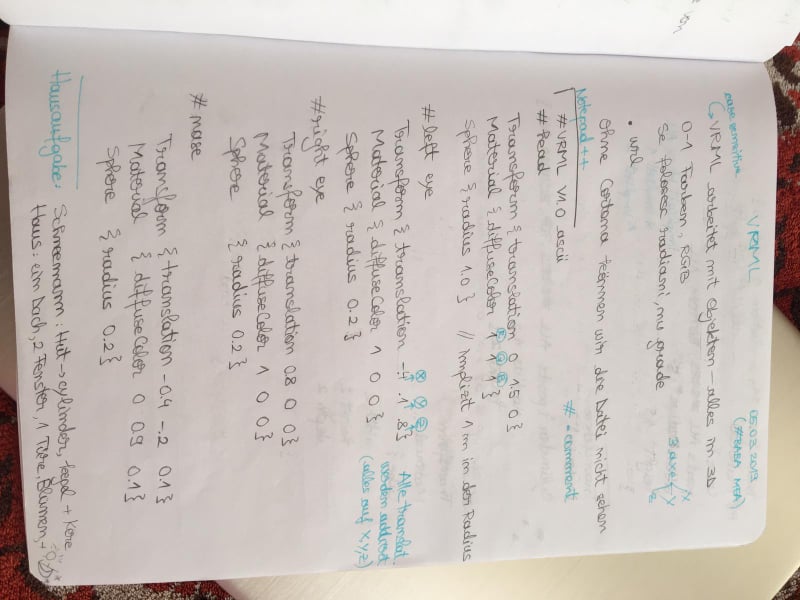 VRML 05.03.2019
case sensitive (#BABA MEA)
VRML arbeitet mit Objekten – alles im 3D
0-1 Farben, RGB
Se folosesc radiani, nu grade 3 axe X Y Z
. wrl
Ohne Cortona können wir die Datei nicht sehen
Notepad++ # - comment
#VRML V1.0 ascii
# head
Transform { translation 0 1.5 0 }
R G B
Material { diffuseColor 1 1 1 }
Sphere { radius 1.0 } // Implizit 1 m in der Radius
# left eye
X Y Z
Transform { translation -.4 .1 .8 } Alle translat.
Material { diffuseColor 1 0 0 } werden addiert
Sphere { radius 0.2 } (alles auf X,Y,Z)
#right eye
Transform { translation 0.8 0 0 }
Material { diffuseColor 1 0 0 }
Sphere { radius 0.2 }
# nase
Transform { translation -0.4 -.2 0.1 }
Material { diffuseColor 0 0.9 0.1 }
Sphere { radius 0.2 }
Hausaufgabe: Schneemann: Hut → cylinder, kegel +
Haus: ein Dach, 2 Fenster, 1 Türe, Blumen, +